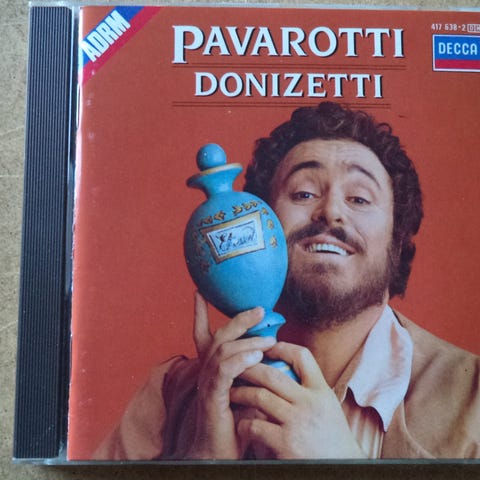 ADRM
417 638-2
PAVAROTTI
DECCA
DONIZETTI